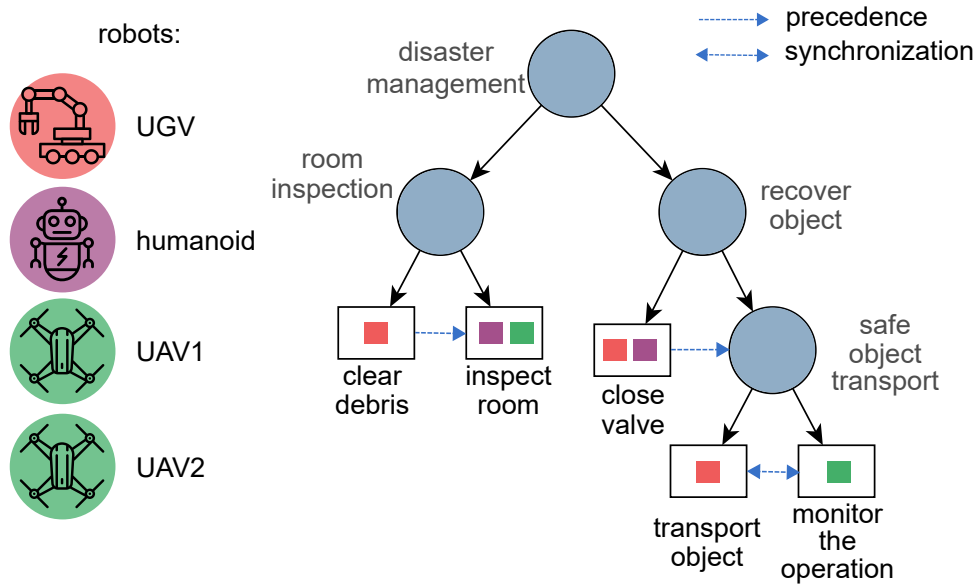 robots:
UGV
humanoid
UAV1
UAV2
precedence
synchronization
disaster
management
room
inspection
recover
object
clear
debris
inspect
room
close
valve
safe
object
transport
transport
object
monitor
the
operation